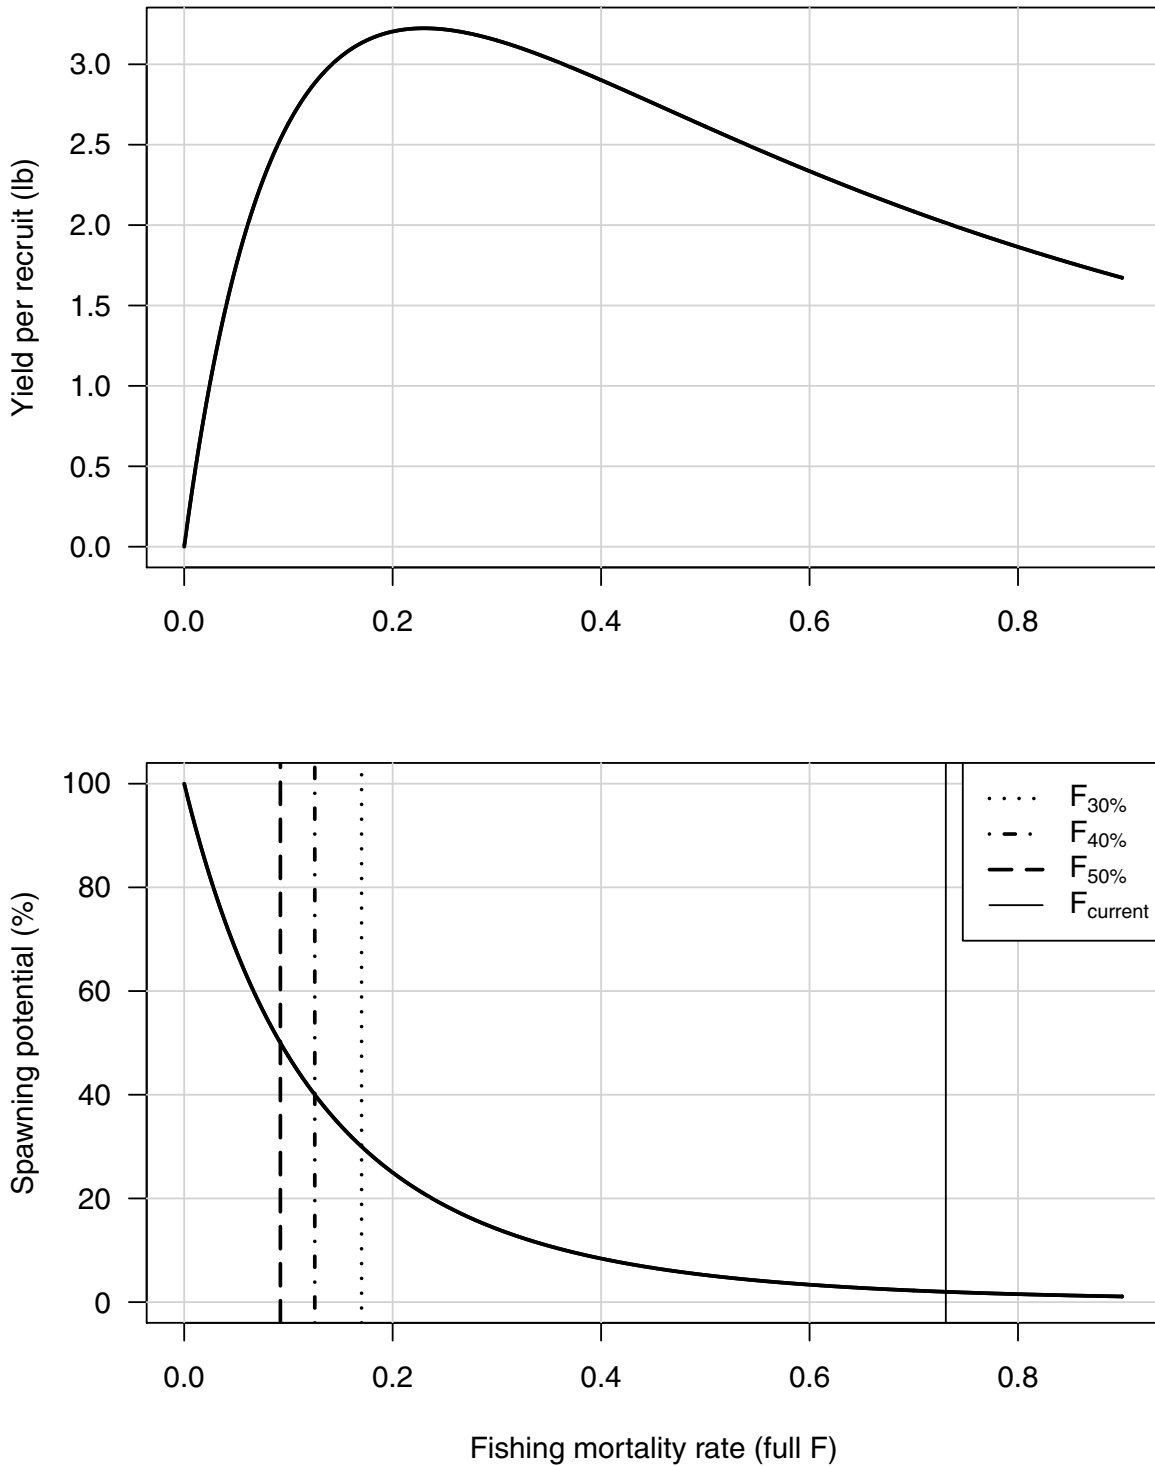 Yield per recruit (lb)
3.0
2.5
2.0
1.5
1.0
0.5
0.0
0.0 0.2 0.4 0.6 0.8
Spawning potential (%)
100
80
60
40
20
0
F30%
F40%
F50%
Fcurrent
0.0 0.2 0.4 0.6 0.8
Fishing mortality rate (full F)